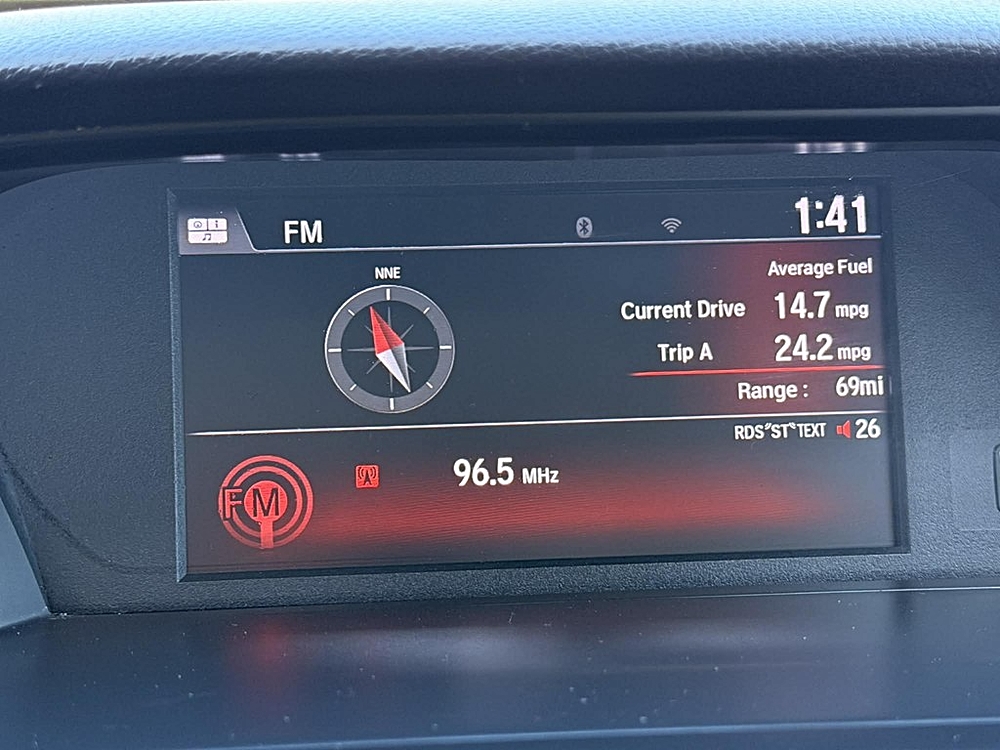 FM 1:41
NNE
Average Fuel
Current Drive 14.7 mpg
Trip A 24.2 mpg
Range : 69mi
RDS"ST"TEXT 26
FM 96.5 MHz